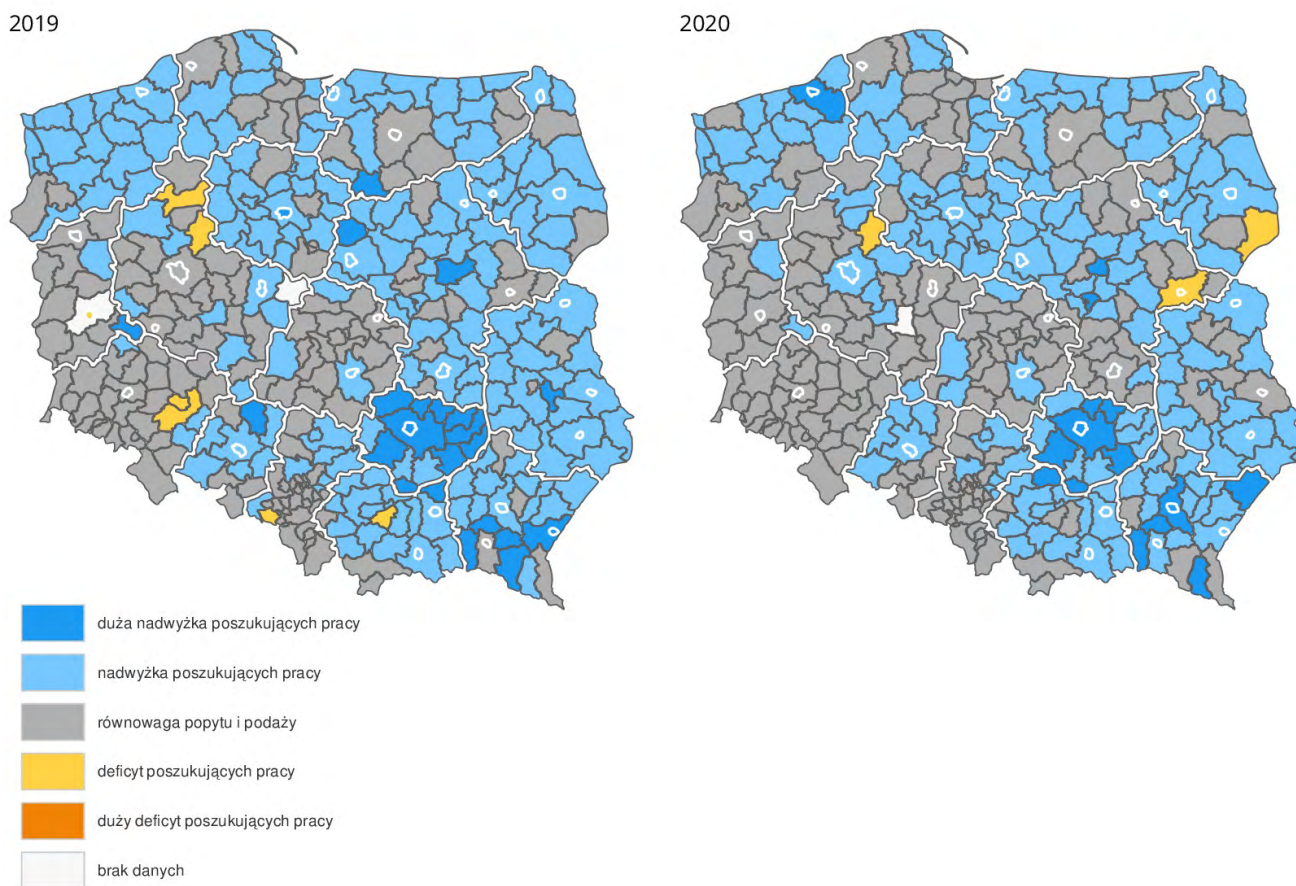 2019
2020
duża nadwyżka poszukujących pracy
nadwyżka poszukujących pracy
równowaga popytu i podaży
deficyt poszukujących pracy
duży deficyt poszukujących pracy
brak danych